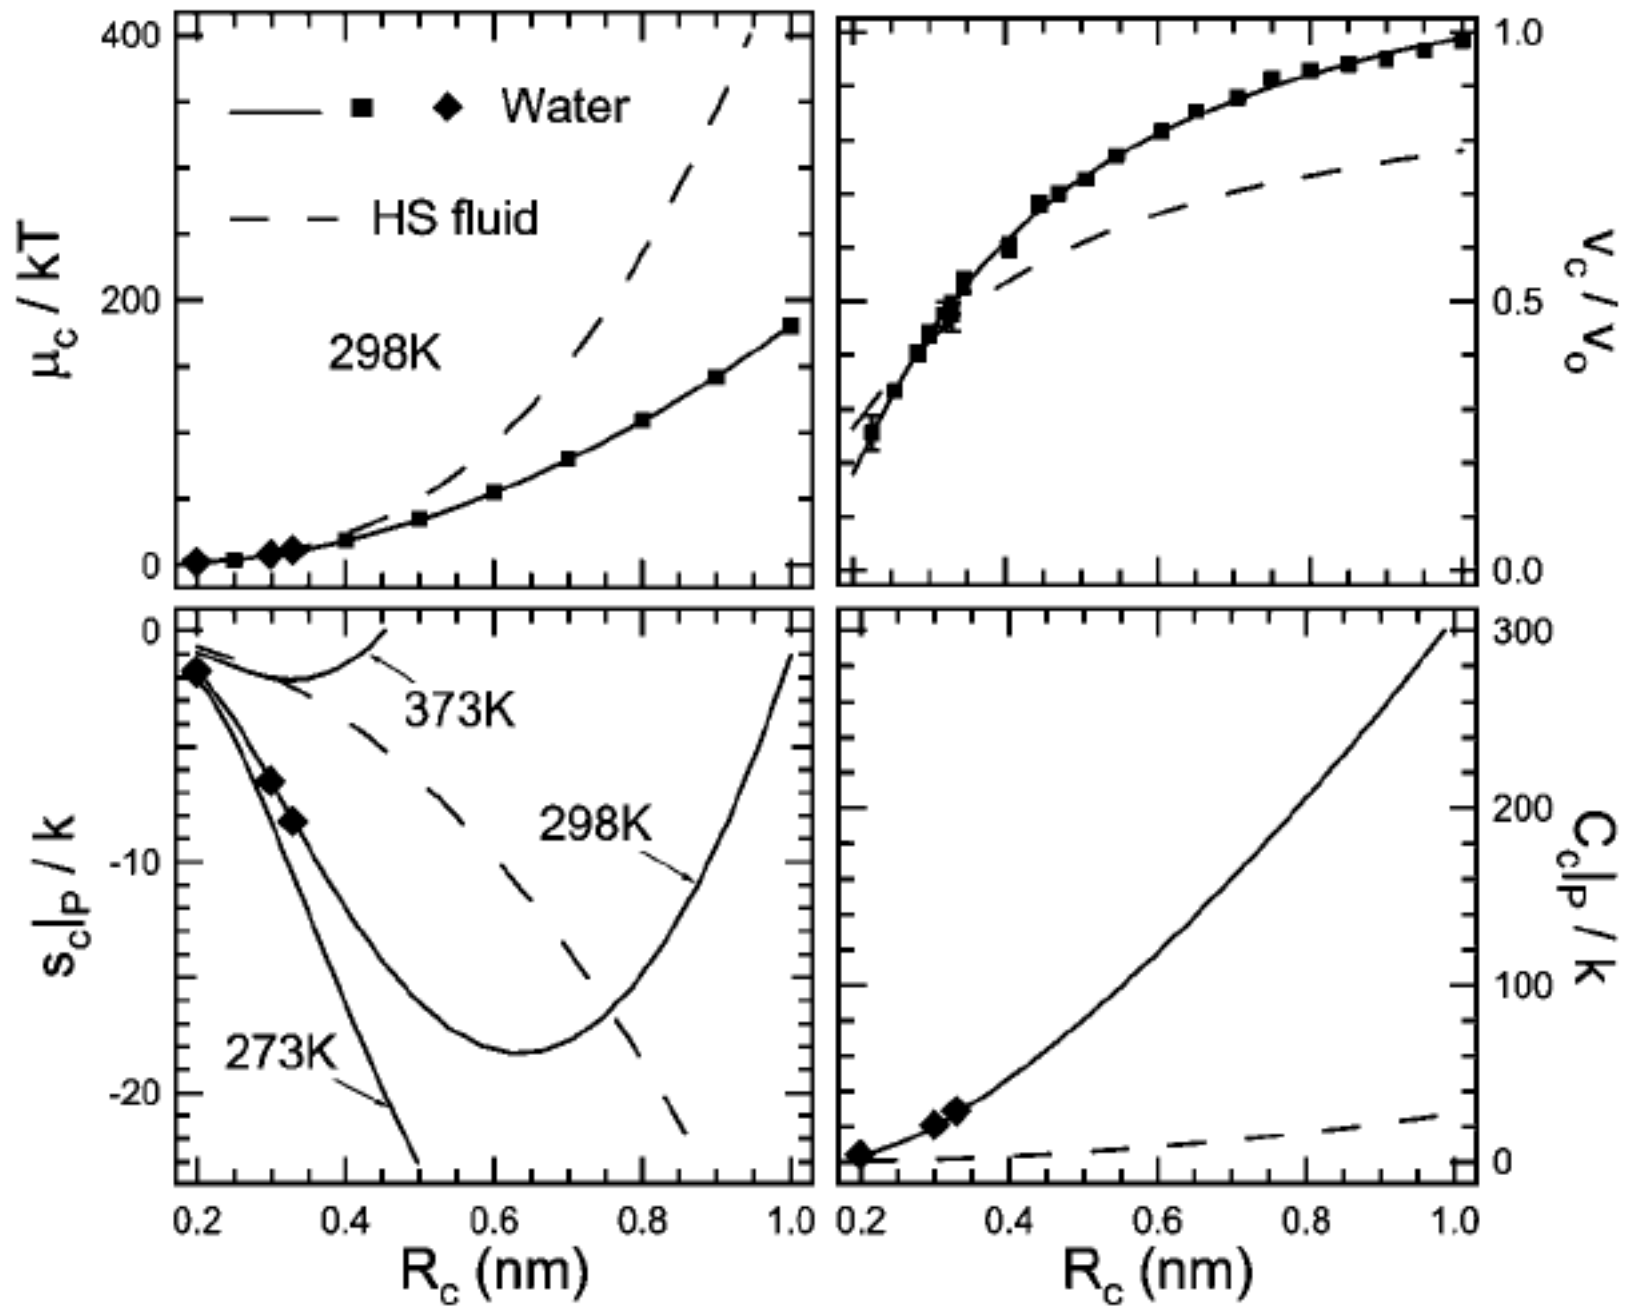 400
200
0
μc / kT
Water
HS fluid
298K
1.0
0.5
0.0
vc / vo
0
-10
-20
sc|P / k
373K
298K
273K
0.2 0.4 0.6 0.8 1.0
Rc (nm)
300
200
100
0
Cc|P / k
0.2 0.4 0.6 0.8 1.0
Rc (nm)